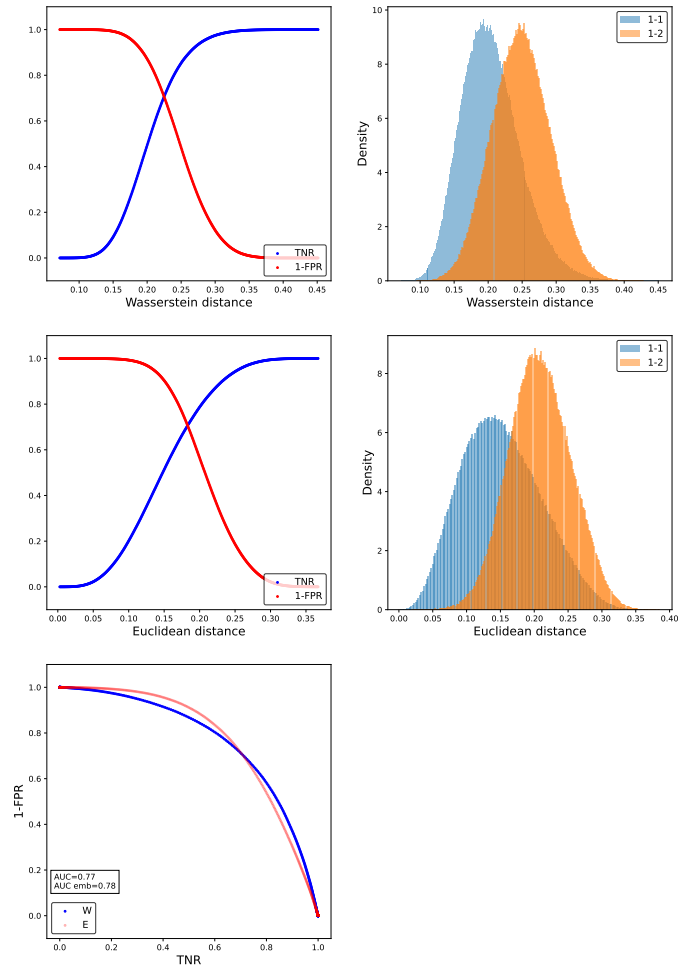 1.0
0.8
0.6
0.4
0.2
0.0
TNR
1-FPR
0.10 0.15 0.20 0.25 0.30 0.35 0.40 0.45
Wasserstein distance
10
8
6
4
2
0
Density
1-1
1-2
0.10 0.15 0.20 0.25 0.30 0.35 0.40 0.45
Wasserstein distance
1.0
0.8
0.6
0.4
0.2
0.0
TNR
1-FPR
0.00 0.05 0.10 0.15 0.20 0.25 0.30 0.35
Euclidean distance
8
6
4
2
0
Density
1-1
1-2
0.00 0.05 0.10 0.15 0.20 0.25 0.30 0.35 0.40
Euclidean distance
1.0
0.8
0.6
0.4
0.2
0.0
1-FPR
AUC=0.77
AUC emb=0.78
W
E
0.0 0.2 0.4 0.6 0.8 1.0
TNR